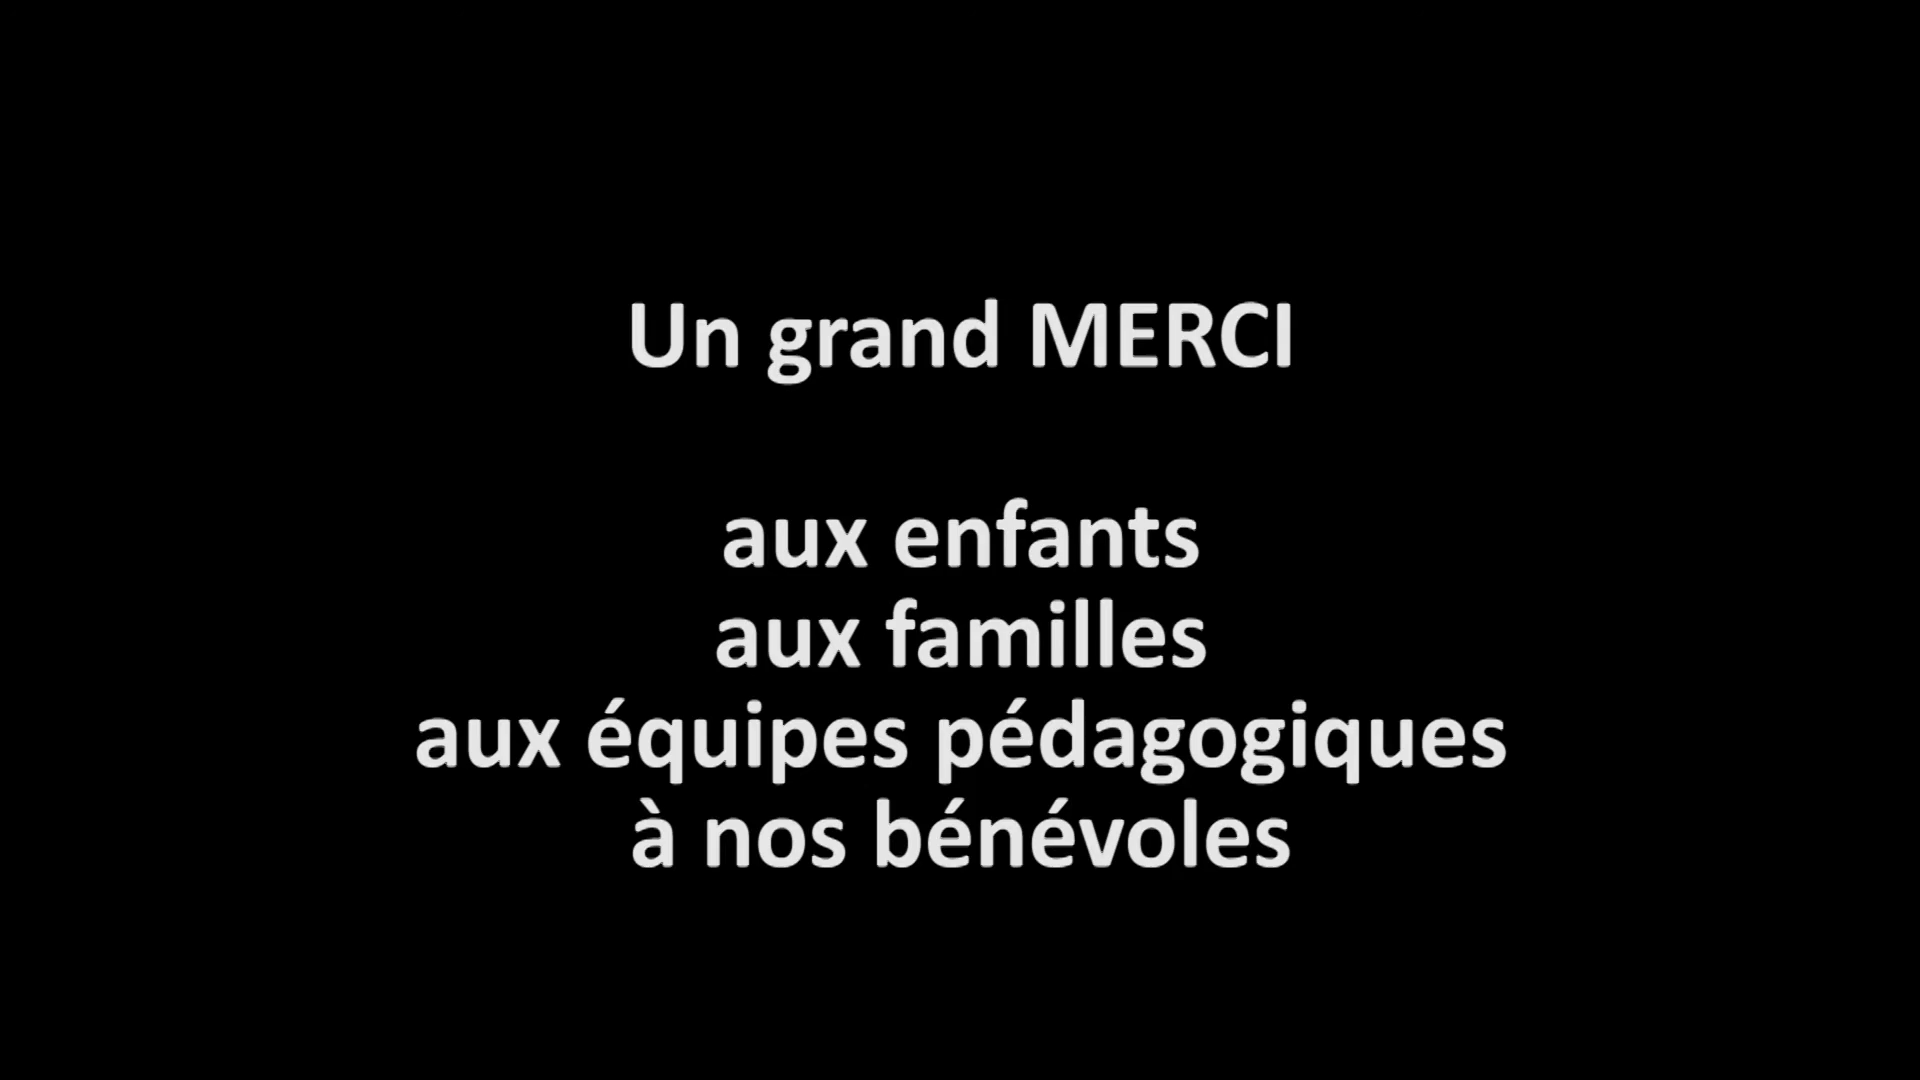 Un grand MERCI
aux enfants
aux familles
aux équipes pédagogiques
à nos bénévoles